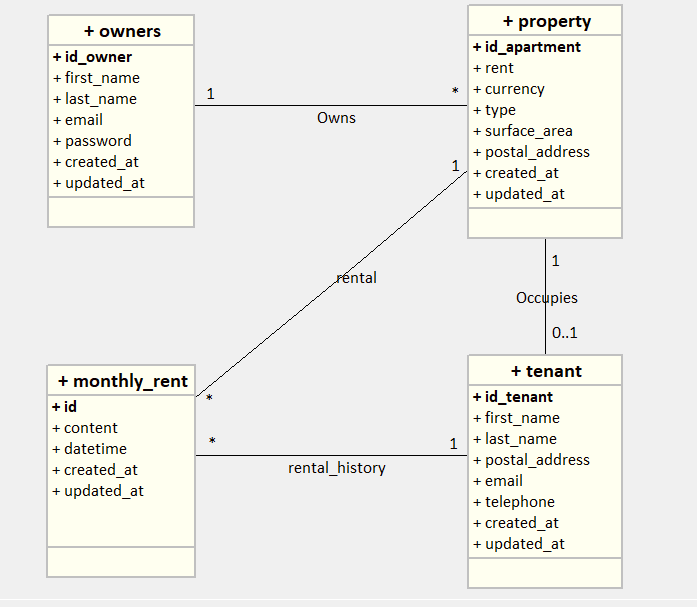 + owners
+ id_owner
+ first_name
+ last_name
+ email
+ password
+ created_at
+ updated_at
1
*
Owns
+ property
+ id_apartment
+ rent
+ currency
+ type
+ surface_area
+ postal_address
+ created_at
+ updated_at
1
rental
*
1
Occupies
0..1
+ monthly_rent
+ id
+ content
+ datetime
+ created_at
+ updated_at
*
1
rental_history
+ tenant
+ id_tenant
+ first_name
+ last_name
+ postal_address
+ email
+ telephone
+ created_at
+ updated_at